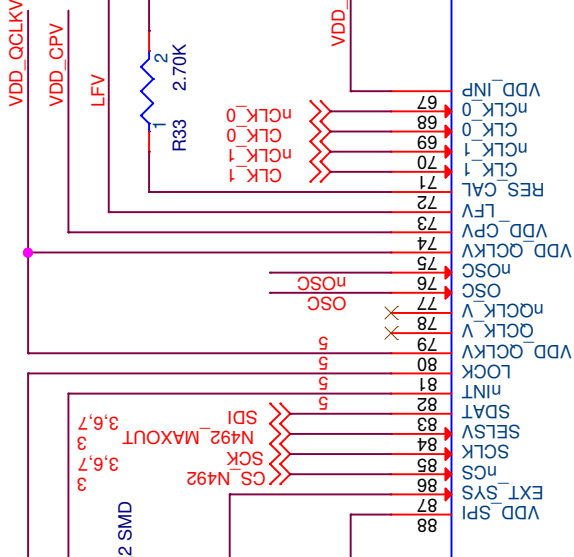 VDD_QCLKV
VDD_CPV
LFV
2
2.70K
1
R33
VDD_
VDD_INP
67
nCLK_0
nCLK_0
68
CLK_0
CLK_0
69
nCLK_1
nCLK_1
70
CLK_1
CLK_1
71
RES_CAL
72
LFV
73
VDD_CPV
74
VDD_QCLKV
75
nOSC
nOSC
76
OSC
OSC
77
nQCLK_V
78
QCLK_V
79
VDD_QCLKV
5
80
LOCK
5
81
nINT
5
82
SDAT
5
SDI
83
SELSV
3,6,7
N492_MAXOUT
84
SCLK
3
SCK
85
nCS
3,6,7
CS_N492
86
EXT_SYS
3
87
VDD_SPI
88
2 SMD